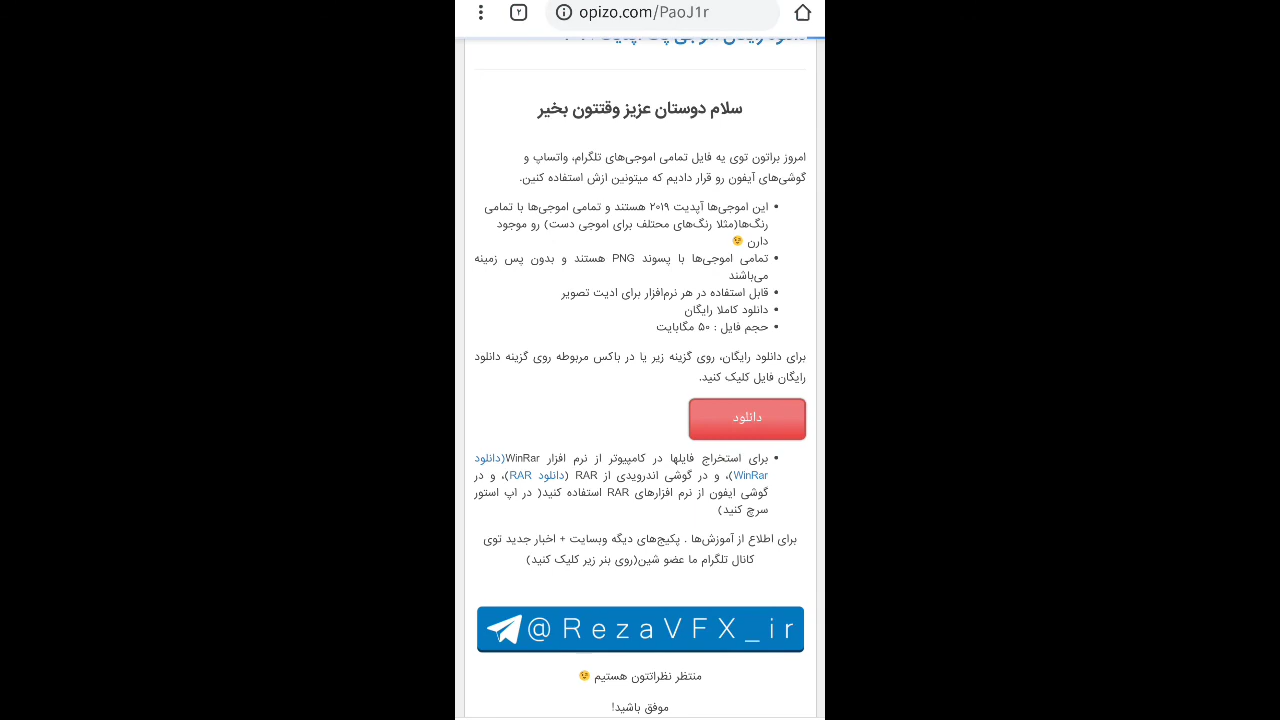 ۲
opizo.com/PaoJ1r
سلام دوستان عزیز وقتتون بخیر
امروز براتون توی یه فایل تمامی اموجی‌های تلگرام، واتساپ و
گوشی‌های آیفون رو قرار دادیم که میتونین ازش استفاده کنین.
• این اموجی‌ها آپدیت ۲۰۱۹ هستند و تمامی اموجی‌ها با تمامی
رنگ‌ها(مثلا رنگ‌های محتلف برای اموجی دست) رو موجود
دارن 😉
• تمامی اموجی‌ها با پسوند PNG هستند و بدون پس زمینه
می‌باشند
• قابل استفاده در هر نرم‌افزار برای ادیت تصویر
• دانلود کاملا رایگان
• حجم فایل : ۵۰ مگابایت
برای دانلود رایگان، روی گزینه زیر یا در باکس مربوطه روی گزینه دانلود
رایگان فایل کلیک کنید.
دانلود
• برای استخراج فایلها در کامپیوتر از نرم افزار WinRar(دانلود
WinRar)، و در گوشی اندرویدی از RAR (دانلود RAR)، و در
گوشی ایفون از نرم افزارهای RAR استفاده کنید( در اپ استور
سرچ کنید)
برای اطلاع از آموزش‌ها . پکیج‌های دیگه وبسایت + اخبار جدید توی
کانال تلگرام ما عضو شین(روی بنر زیر کلیک کنید)
@RezaVFX_ir
منتظر نظراتتون هستیم 😉
موفق باشید!